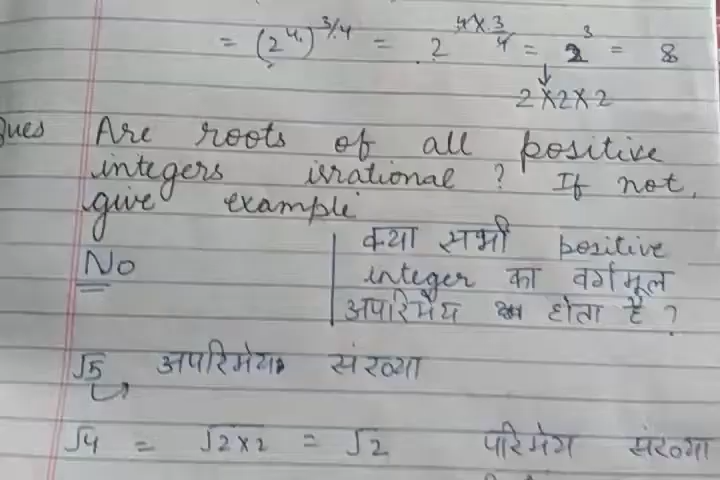 = (2⁴)^3/4 = 2^4×3/4 = 2³ = 8
2×2×2
Ques Are roots of all positive
integers irrational ? If not,
give example
No
क्या सभी positive
integer का वर्गमूल
अपरिमेय होता है ?
√5 अपरिमेय संख्या
√4 = √2×2 = √2 परिमेय संख्या